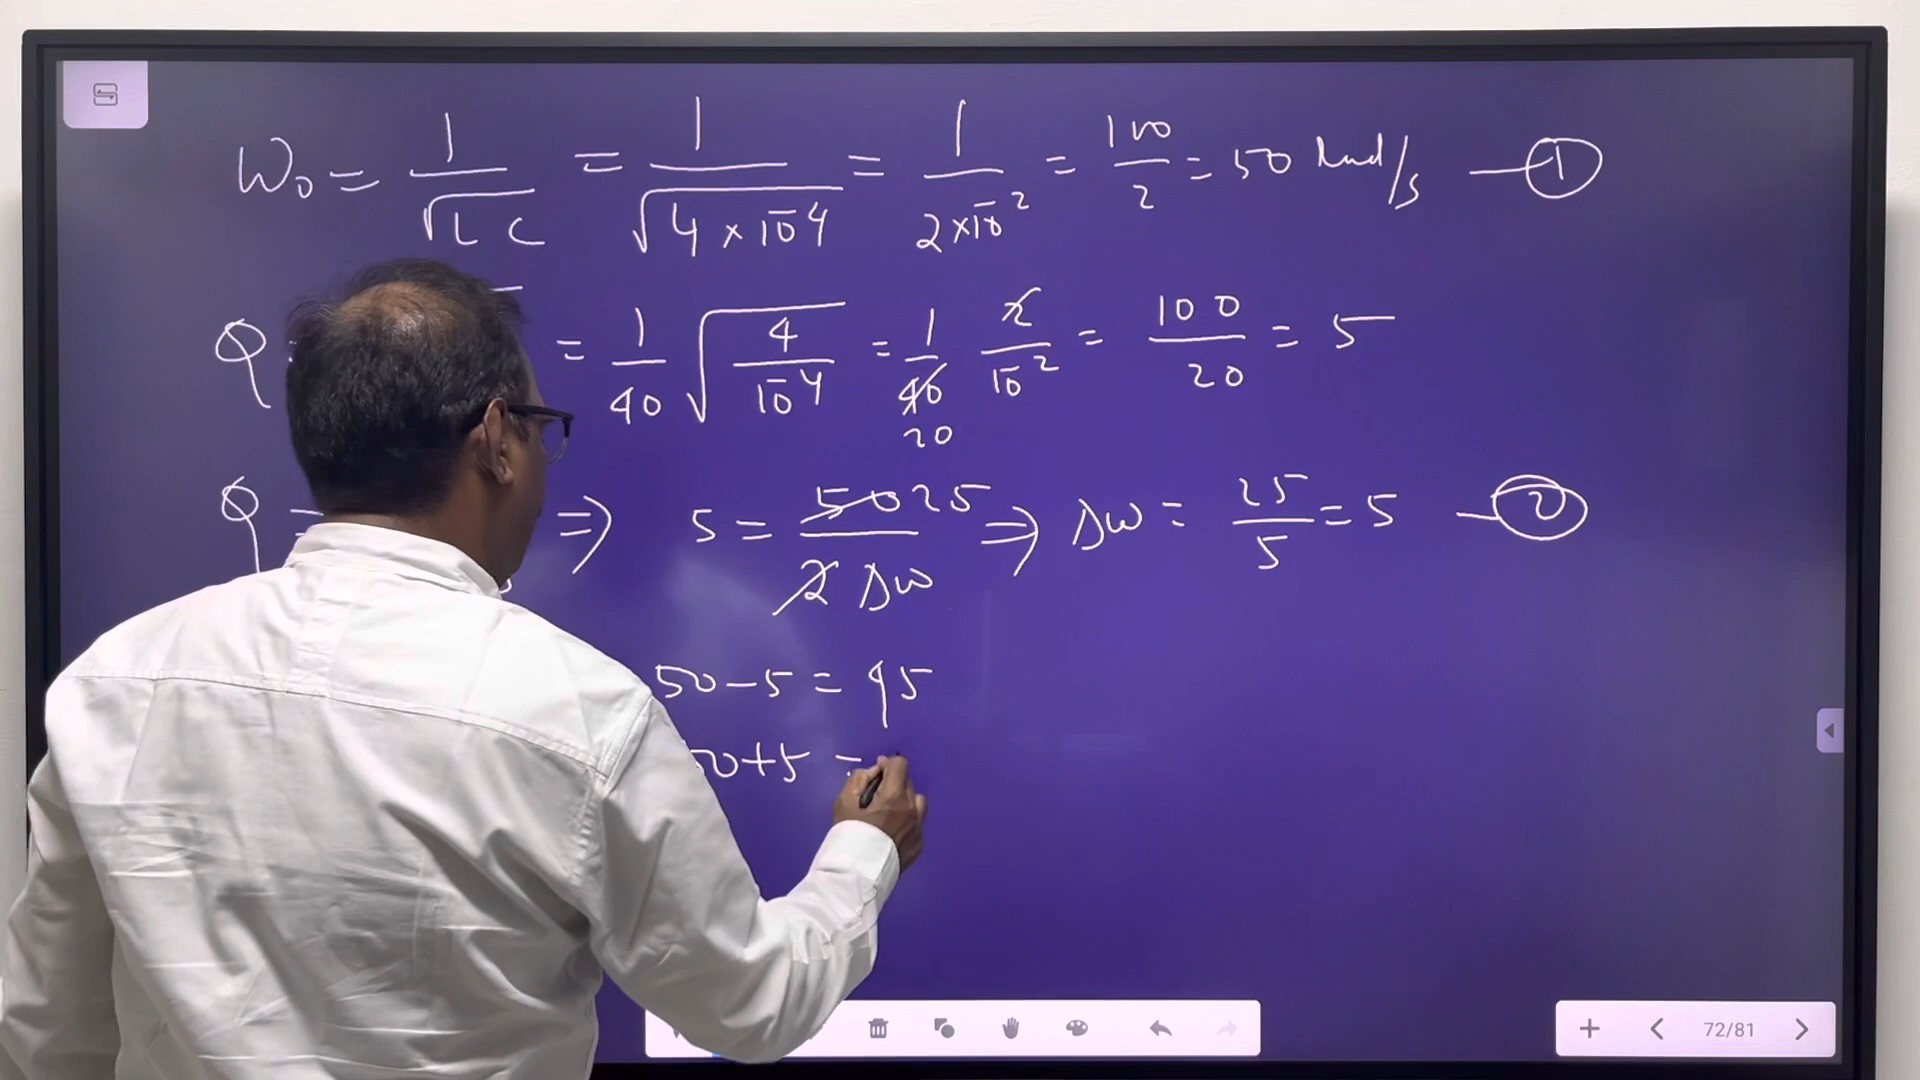 ω₀ = 1/√LC = 1/√(4×10⁻⁴) = 1/(2×10⁻²) = 100/2 = 50 Rad/s — ①
Q = 1/40 √(4/10⁻⁴) = 1/40 2/10⁻² = 100/20 = 5
20
Q = ⇒ 5 = 50 25/2 Δω ⇒ Δω = 25/5 = 5 — ②
50 – 5 = 45
50+5 =
72/81